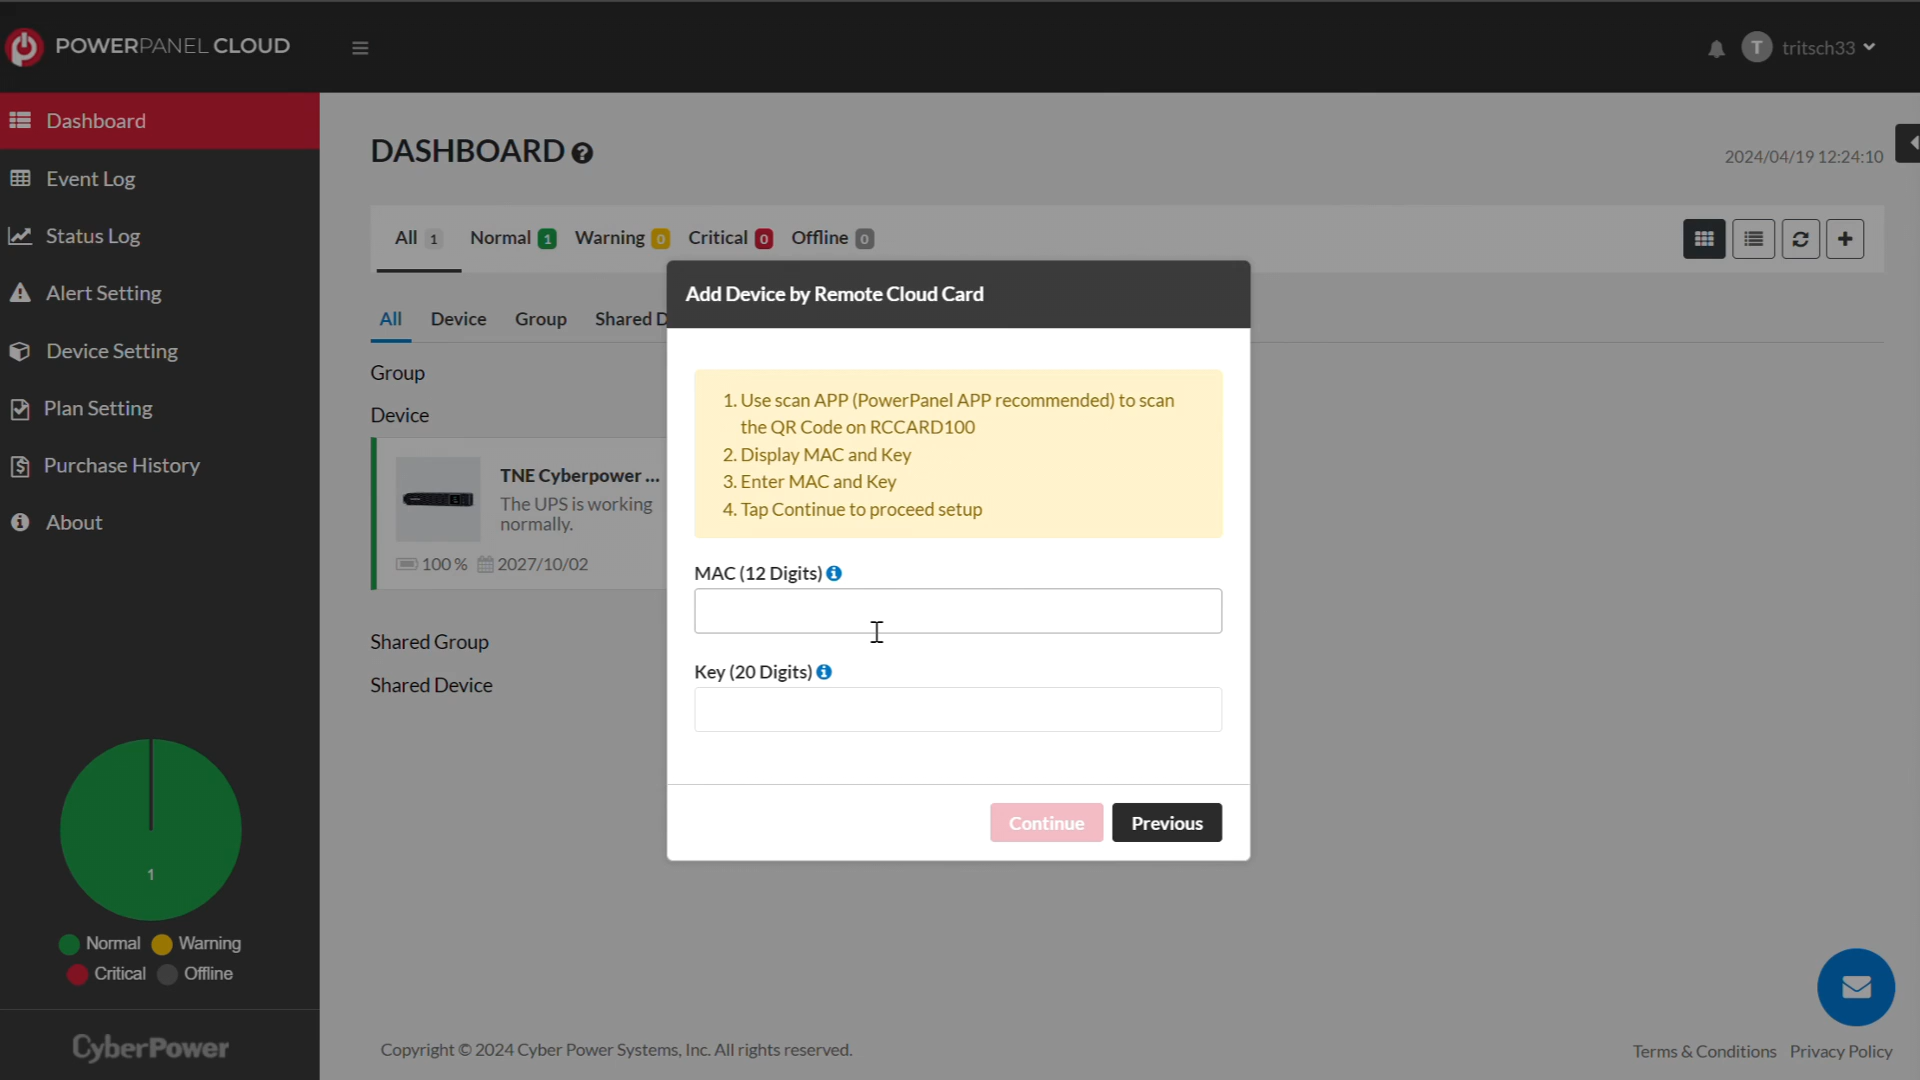 POWERPANEL CLOUD
T tritsch33
Dashboard
Event Log
Status Log
Alert Setting
Device Setting
Plan Setting
Purchase History
About
1
Normal Warning
Critical Offline
CyberPower
DASHBOARD
2024/04/19 12:24:10
All 1 Normal 1 Warning 0 Critical 0 Offline 0
All Device Group Shared D
Group
Device
TNE Cyberpower ...
The UPS is working
normally.
100 % 2027/10/02
Shared Group
Shared Device
Add Device by Remote Cloud Card
1. Use scan APP (PowerPanel APP recommended) to scan
the QR Code on RCCARD100
2. Display MAC and Key
3. Enter MAC and Key
4. Tap Continue to proceed setup
MAC (12 Digits)
Key (20 Digits)
Continue Previous
Copyright © 2024 Cyber Power Systems, Inc. All rights reserved.
Terms & Conditions Privacy Policy